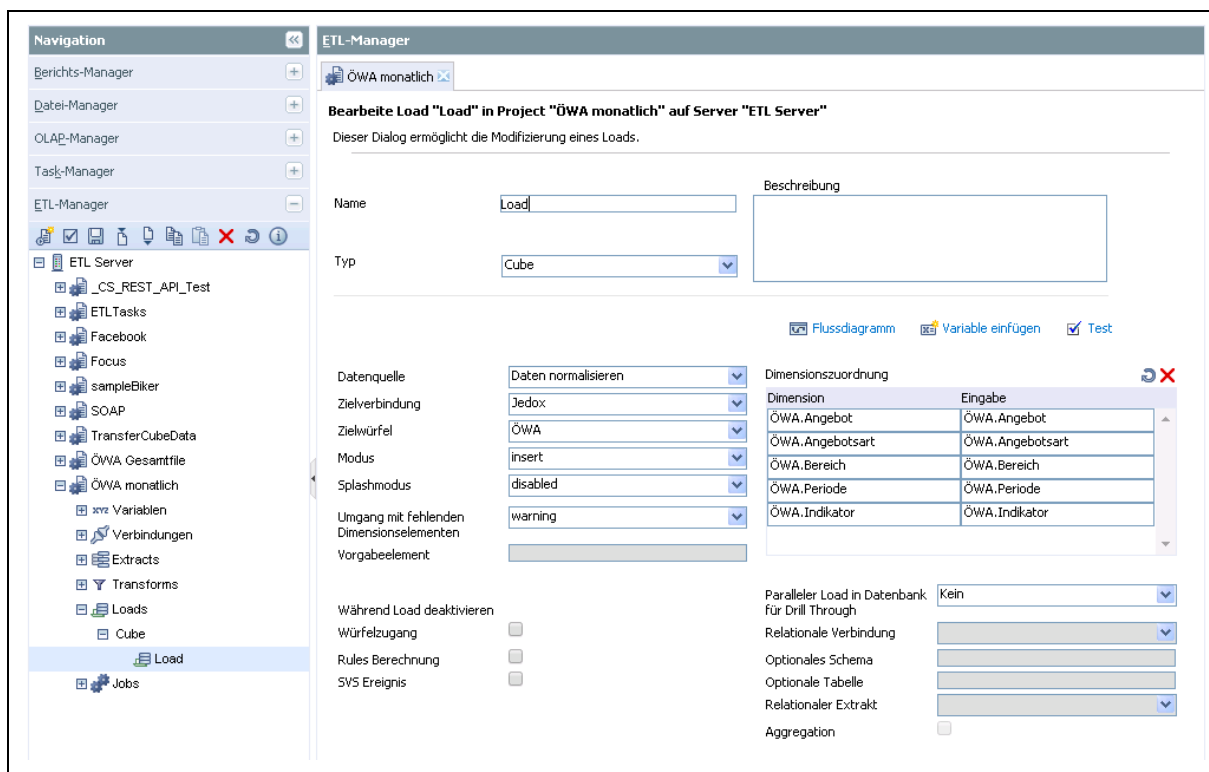 Navigation
Berichts-Manager
Datei-Manager
OLAP-Manager
Task-Manager
ETL-Manager
ETL Server
_CS_REST_API_Test
ETLTasks
Facebook
Focus
sampleBiker
SOAP
TransferCubeData
ÖWA Gesamtfile
ÖWA monatlich
xyz Variablen
Verbindungen
Extracts
Transforms
Loads
Cube
Load
Jobs
ETL-Manager
ÖWA monatlich
Bearbeite Load "Load" in Project "ÖWA monatlich" auf Server "ETL Server"
Dieser Dialog ermöglicht die Modifizierung eines Loads.
Name Load
Beschreibung
Typ Cube
Flussdiagramm Variable einfügen Test
Datenquelle Daten normalisieren
Zielverbindung Jedox
Zielwürfel ÖWA
Modus insert
Splashmodus disabled
Umgang mit fehlenden warning
Dimensionselementen
Vorgabeelement
Während Load deaktivieren
Würfelzugang
Rules Berechnung
SVS Ereignis
Dimensionszuordnung
Dimension Eingabe
ÖWA.Angebot ÖWA.Angebot
ÖWA.Angebotsart ÖWA.Angebotsart
ÖWA.Bereich ÖWA.Bereich
ÖWA.Periode ÖWA.Periode
ÖWA.Indikator ÖWA.Indikator
Paralleler Load in Datenbank Kein
für Drill Through
Relationale Verbindung
Optionales Schema
Optionale Tabelle
Relationaler Extrakt
Aggregation